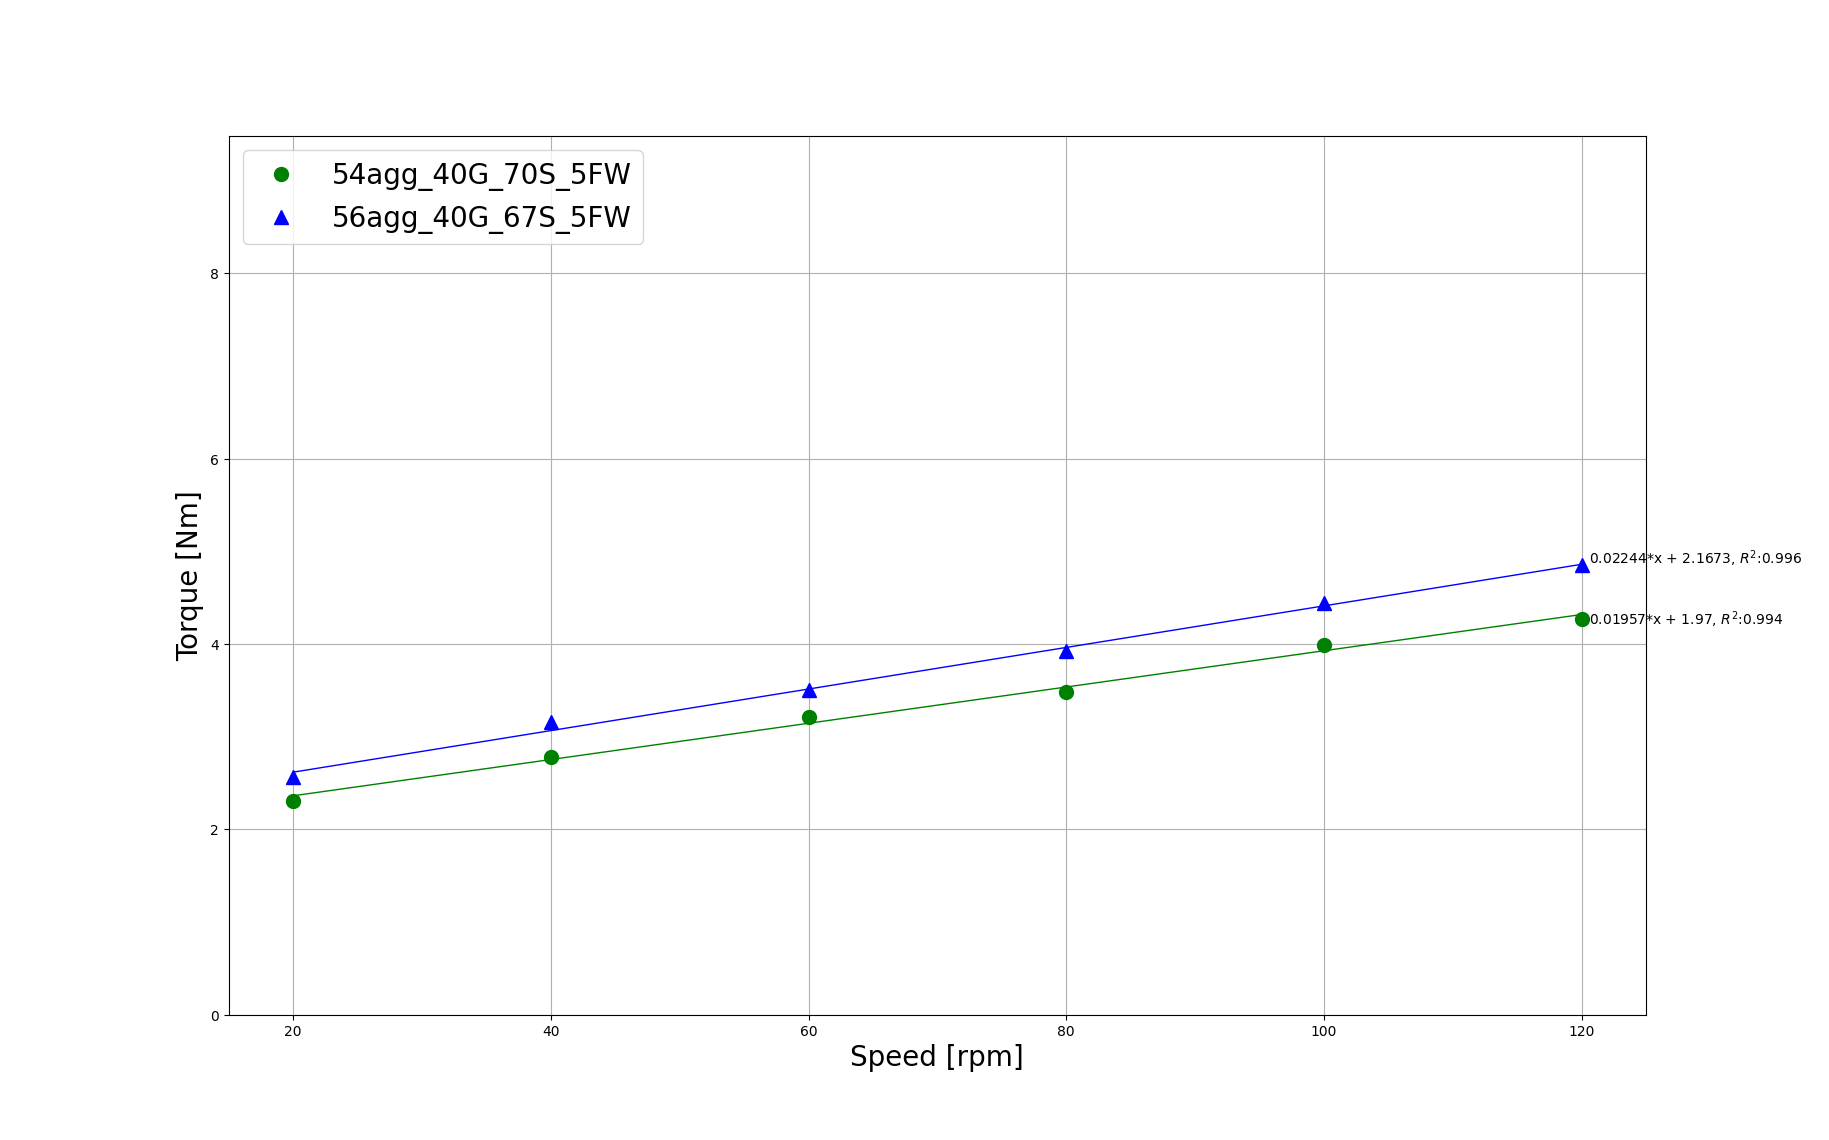 54agg_40G_70S_5FW
56agg_40G_67S_5FW
8
6
4
2
0
Torque [Nm]
0.02244*x + 2.1673, R²:0.996
0.01957*x + 1.97, R²:0.994
20 40 60 80 100 120
Speed [rpm]